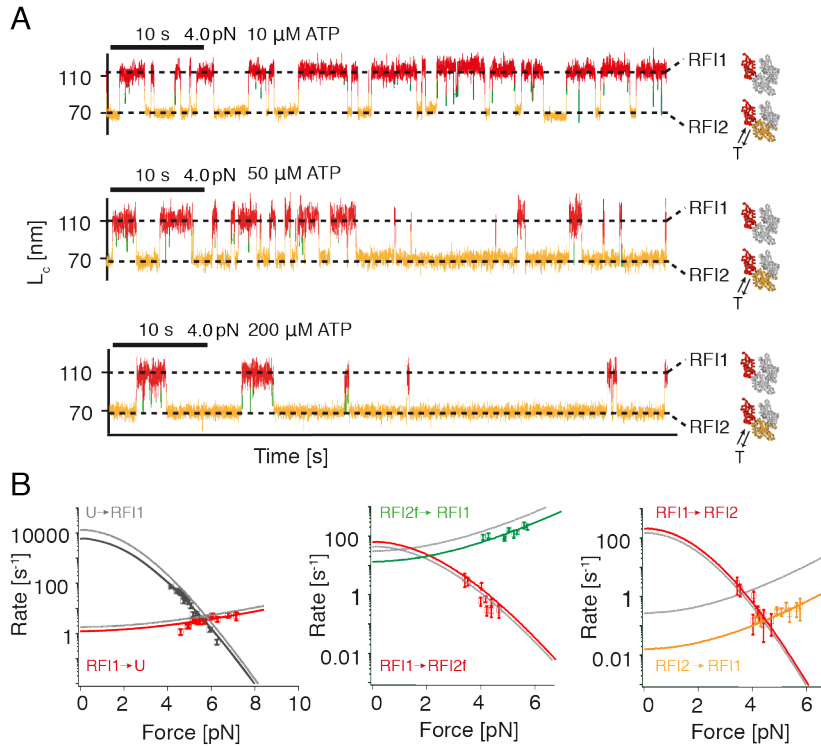 A
10 s 4.0 pN 10 µM ATP
110
70
RFI1
RFI2
T
10 s 4.0 pN 50 µM ATP
110
70
RFI1
RFI2
T
Lc [nm]
10 s 4.0 pN 200 µM ATP
110
70
RFI1
RFI2
T
Time [s]
B
U→RFI1
10000
100
1
Rate [s-1]
RFI1→U
0 2 4 6 8 10
Force [pN]
RFI2f→RFI1
100
1
0.01
Rate [s-1]
RFI1→RFI2f
0 2 4 6
Force [pN]
RFI1→RFI2
100
1
0.01
Rate [s-1]
RFI2→RFI1
0 2 4 6
Force [pN]